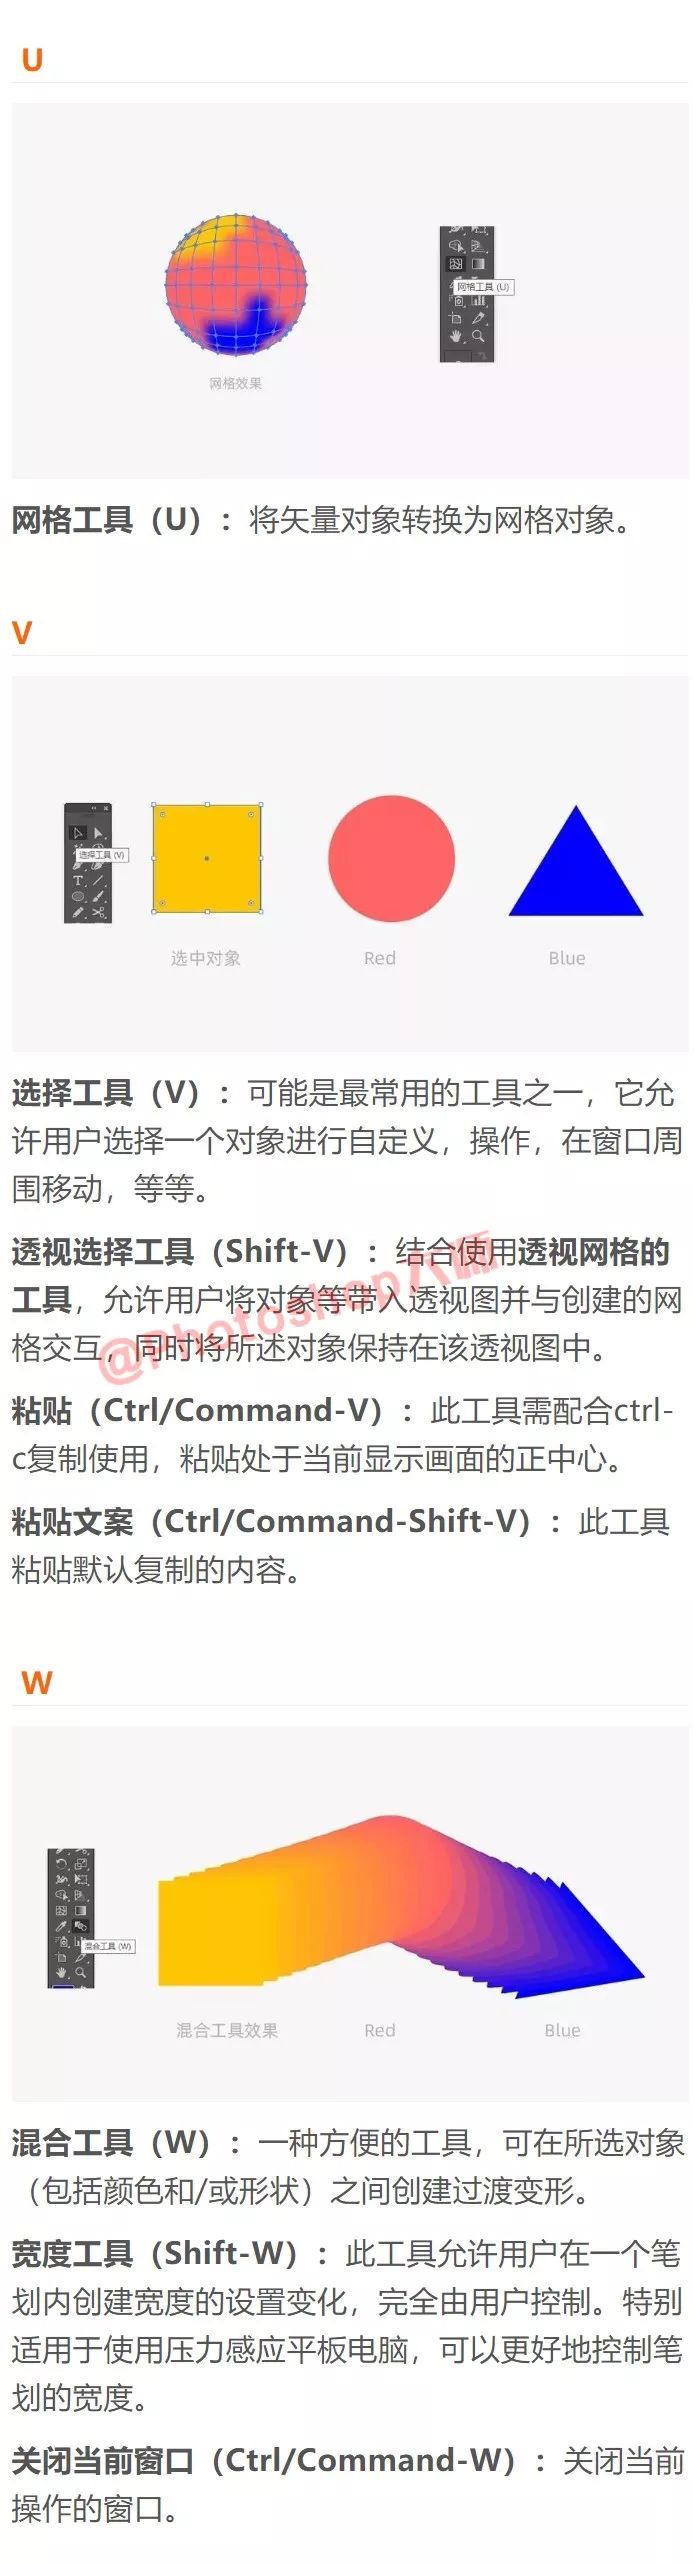 U
网格工具 (U)
网格效果
网格工具（U）：将矢量对象转换为网格对象。
V
选择工具 (V)
选中对象
Red
Blue
选择工具（V）：可能是最常用的工具之一，它允
许用户选择一个对象进行自定义，操作，在窗口周
围移动，等等。
透视选择工具（Shift-V）：结合使用透视网格的
工具，允许用户将对象等带入透视图并与创建的网
格交互，同时将所述对象保持在该透视图中。
@Photoshop大师
粘贴（Ctrl/Command-V）：此工具需配合ctrl-
c复制使用，粘贴处于当前显示画面的正中心。
粘贴文案（Ctrl/Command-Shift-V）：此工具
粘贴默认复制的内容。
W
混合工具 (W)
混合工具效果
Red
Blue
混合工具（W）：一种方便的工具，可在所选对象
（包括颜色和/或形状）之间创建过渡变形。
宽度工具（Shift-W）：此工具允许用户在一个笔
划内创建宽度的设置变化，完全由用户控制。特别
适用于使用压力感应平板电脑，可以更好地控制笔
划的宽度。
关闭当前窗口（Ctrl/Command-W）：关闭当前
操作的窗口。